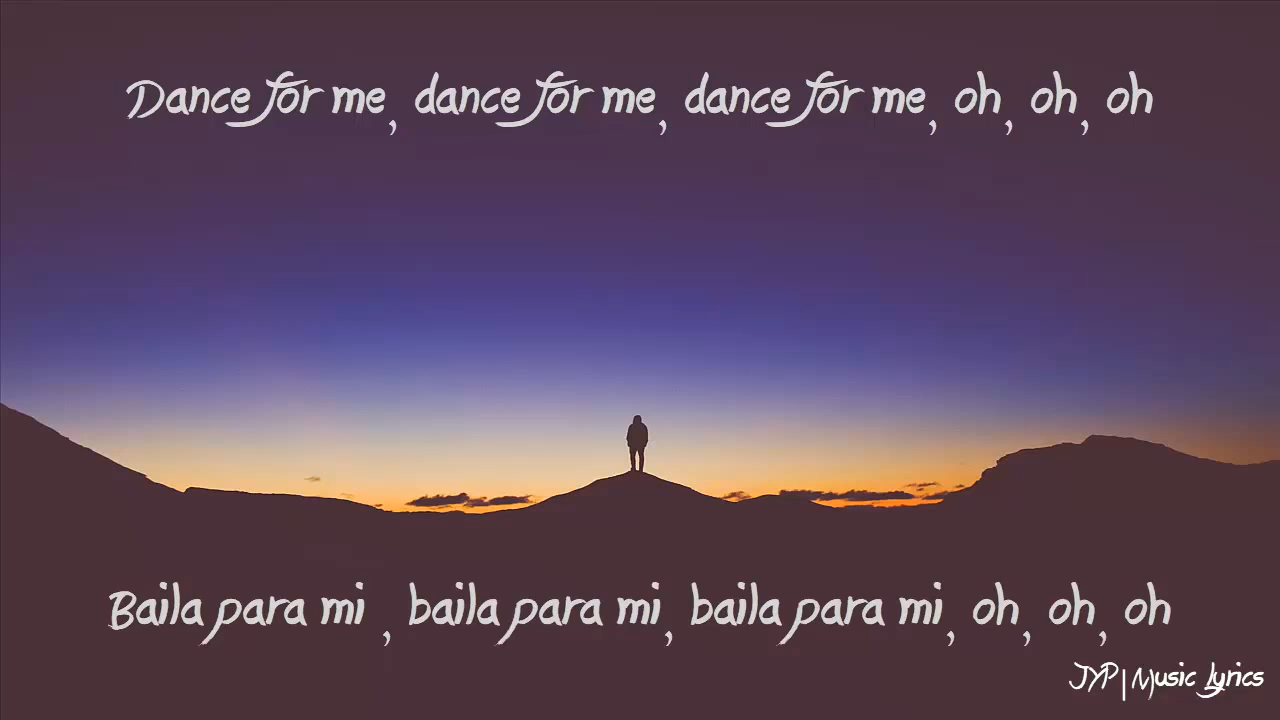 Dance for me, dance for me, dance for me, oh, oh, oh
Baila para mi , baila para mi, baila para mi, oh, oh, oh
JYP | Music Lyrics